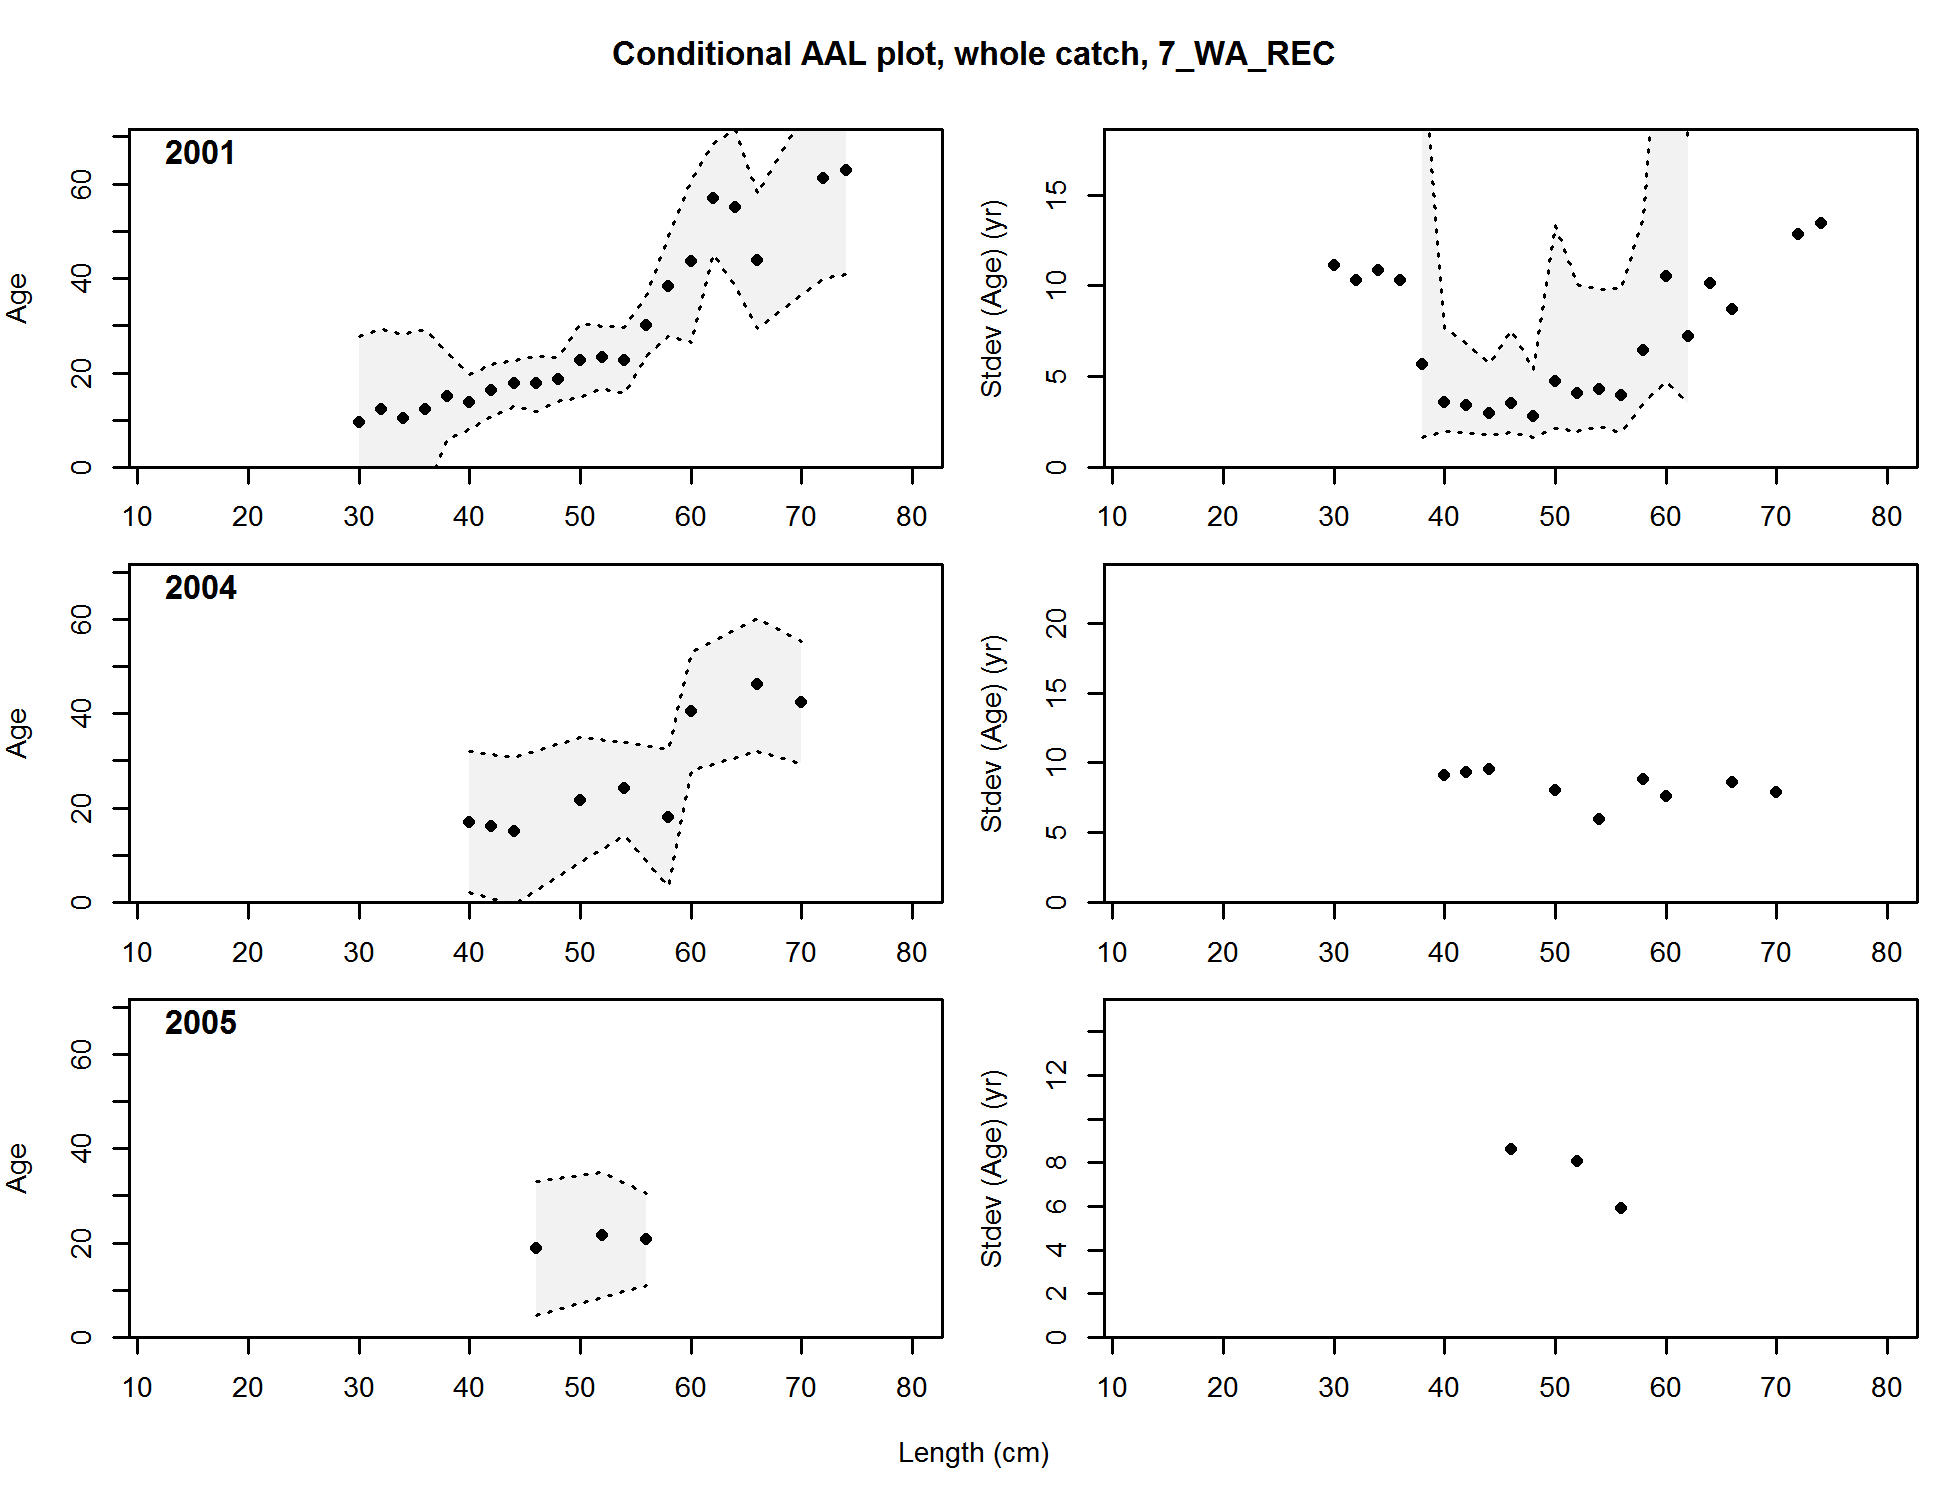 Conditional AAL plot, whole catch, 7_WA_REC
2001
Age
0 20 40 60
10 20 30 40 50 60 70 80
Stdev (Age) (yr)
0 5 10 15
10 20 30 40 50 60 70 80
2004
Age
0 20 40 60
10 20 30 40 50 60 70 80
Stdev (Age) (yr)
0 5 10 15 20
10 20 30 40 50 60 70 80
2005
Age
0 20 40 60
10 20 30 40 50 60 70 80
Stdev (Age) (yr)
0 2 4 6 8 12
10 20 30 40 50 60 70 80
Length (cm)